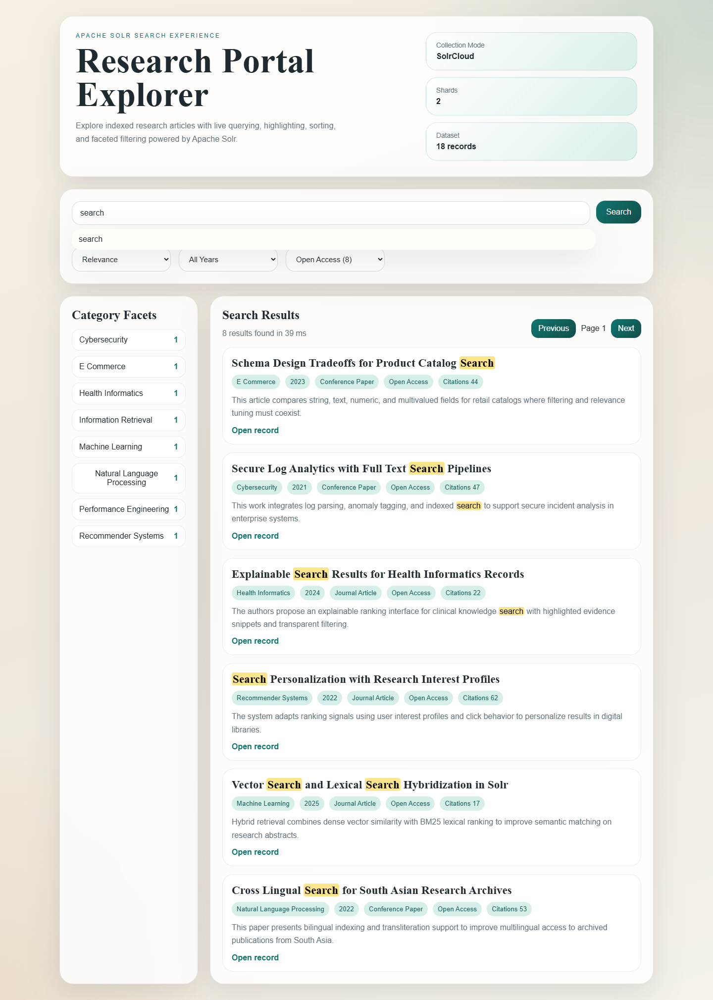 APACHE SOLR SEARCH EXPERIENCE
Research Portal
Explorer
Explore indexed research articles with live querying, highlighting, sorting,
and faceted filtering powered by Apache Solr.
Collection Mode
SolrCloud
Shards
2
Dataset
18 records
search
Search
search
Relevance
All Years
Open Access (8)
Category Facets
Cybersecurity 1
E Commerce 1
Health Informatics 1
Information Retrieval 1
Machine Learning 1
Natural Language
Processing 1
Performance Engineering 1
Recommender Systems 1
Search Results
8 results found in 39 ms
Previous Page 1 Next
Schema Design Tradeoffs for Product Catalog Search
E Commerce 2023 Conference Paper Open Access Citations 44
This article compares string, text, numeric, and multivalued fields for retail catalogs where filtering and relevance
tuning must coexist.
Open record
Secure Log Analytics with Full Text Search Pipelines
Cybersecurity 2021 Conference Paper Open Access Citations 47
This work integrates log parsing, anomaly tagging, and indexed search to support secure incident analysis in
enterprise systems.
Open record
Explainable Search Results for Health Informatics Records
Health Informatics 2024 Journal Article Open Access Citations 22
The authors propose an explainable ranking interface for clinical knowledge search with highlighted evidence
snippets and transparent filtering.
Open record
Search Personalization with Research Interest Profiles
Recommender Systems 2022 Journal Article Open Access Citations 62
The system adapts ranking signals using user interest profiles and click behavior to personalize results in digital
libraries.
Open record
Vector Search and Lexical Search Hybridization in Solr
Machine Learning 2025 Journal Article Open Access Citations 17
Hybrid retrieval combines dense vector similarity with BM25 lexical ranking to improve semantic matching on
research abstracts.
Open record
Cross Lingual Search for South Asian Research Archives
Natural Language Processing 2022 Conference Paper Open Access Citations 53
This paper presents bilingual indexing and transliteration support to improve multilingual access to archived
publications from South Asia.
Open record